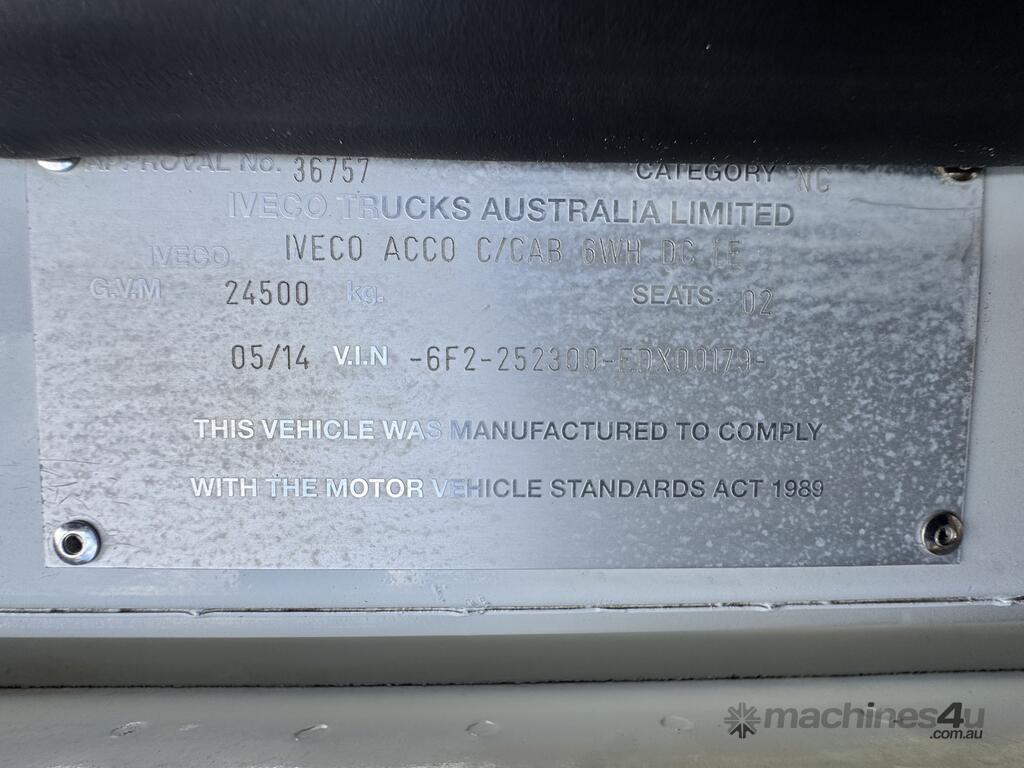 APPROVAL No. 36757 CATEGORY NC
IVECO TRUCKS AUSTRALIA LIMITED
IVECO IVECO ACCO C/CAB 6WH DC LE
G.V.M 24500 kg. SEATS 02
05/14 V.I.N -6F2-252300-EDX00179-
THIS VEHICLE WAS MANUFACTURED TO COMPLY
WITH THE MOTOR VEHICLE STANDARDS ACT 1989
machines4u
.com.au